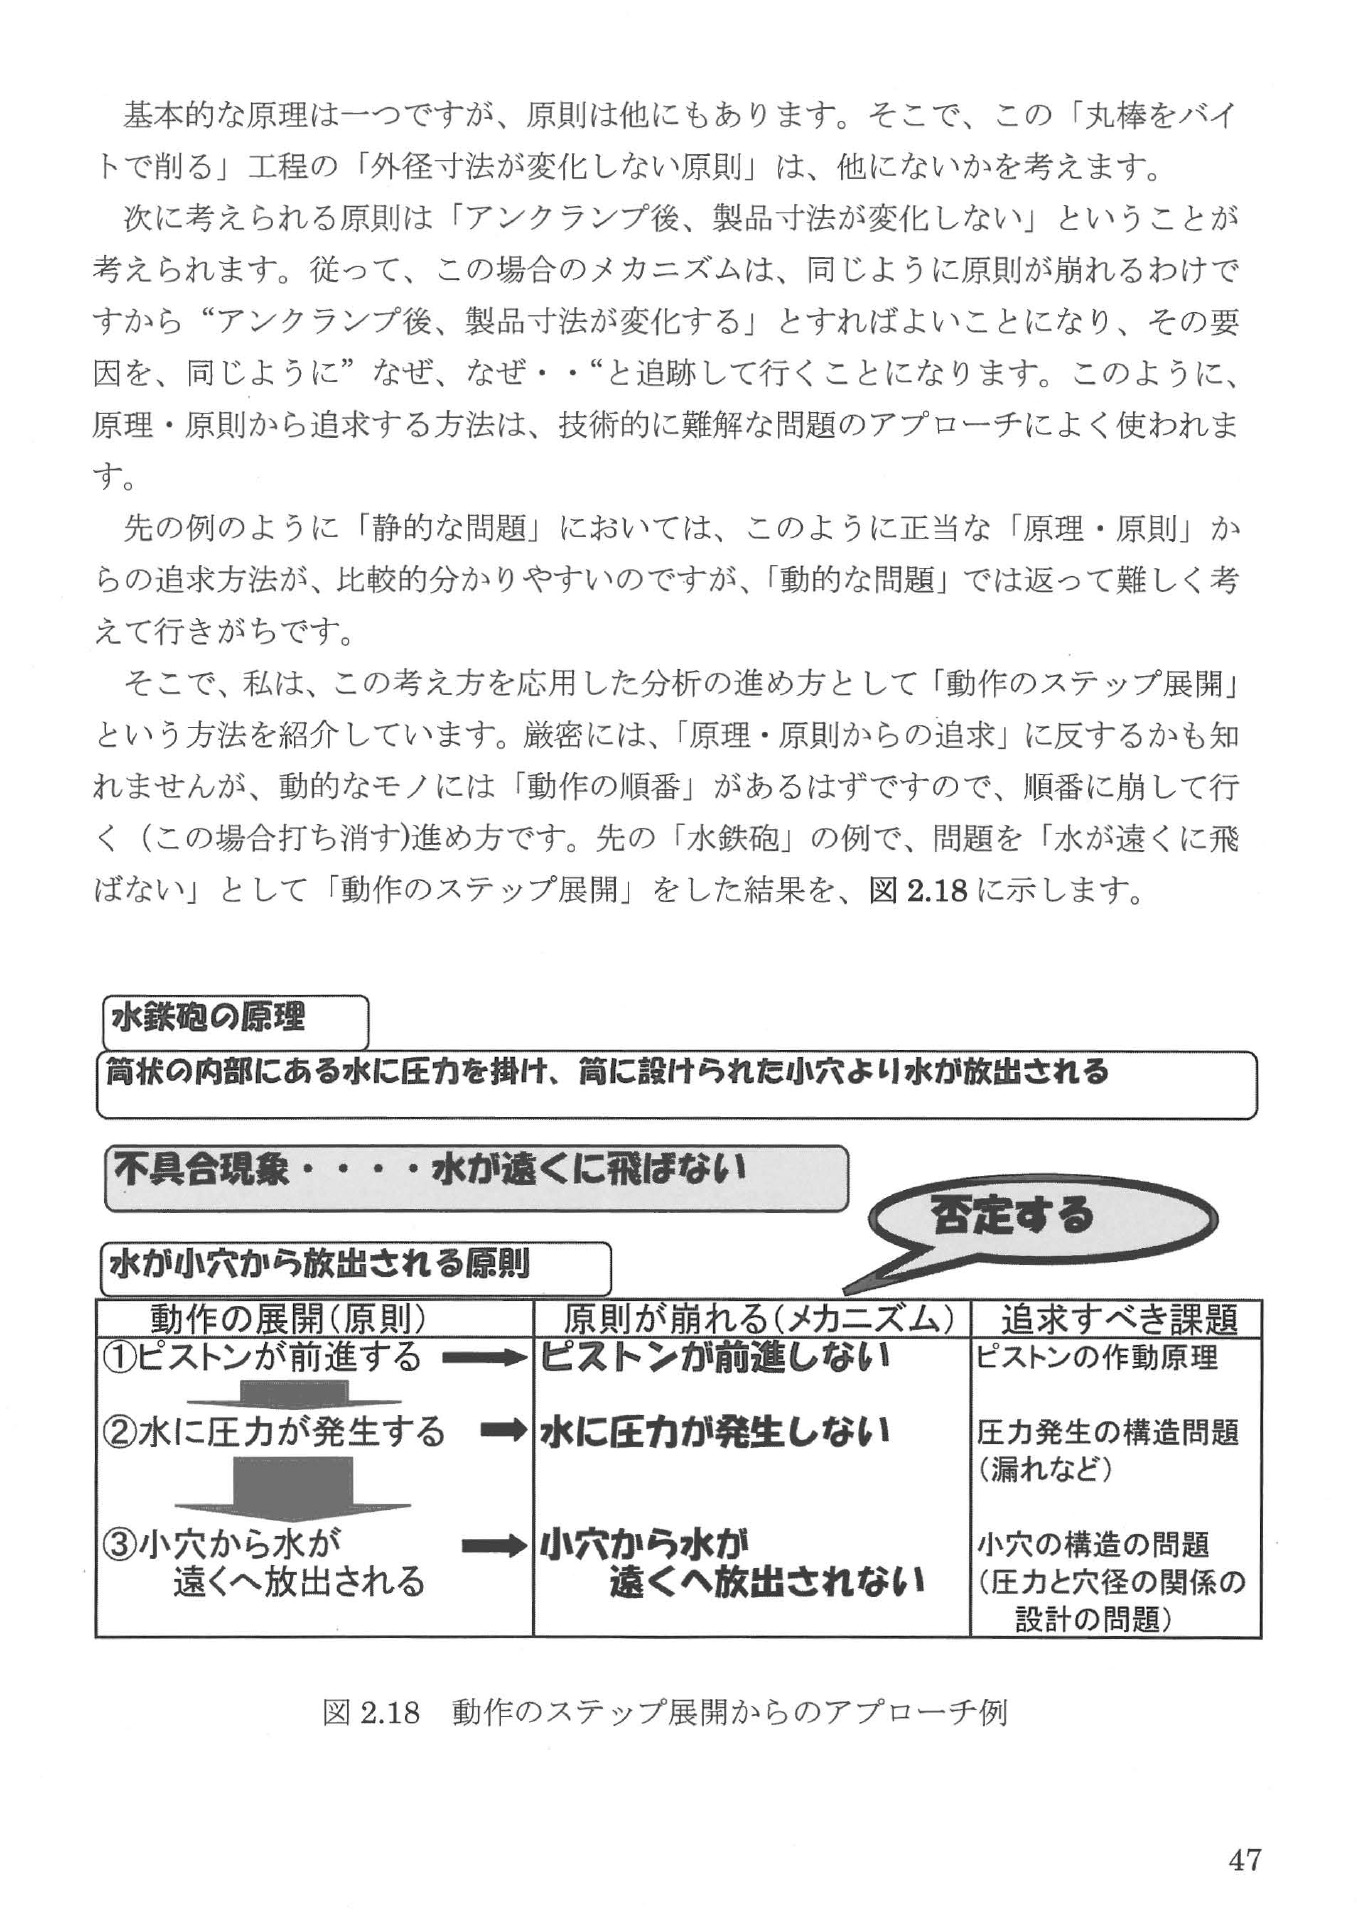 基本的な原理は一つですが、原則は他にもあります。そこで、この「丸棒をバイ
トで削る」工程の「外径寸法が変化しない原則」は、他にないかを考えます。
次に考えられる原則は「アンクランプ後、製品寸法が変化しない」ということが
考えられます。従って、この場合のメカニズムは、同じように原則が崩れるわけで
すから“アンクランプ後、製品寸法が変化する」とすればよいことになり、その要
因を、同じように”なぜ、なぜ・・“と追跡して行くことになります。このように、
原理・原則から追求する方法は、技術的に難解な問題のアプローチによく使われま
す。
先の例のように「静的な問題」においては、このように正当な「原理・原則」か
らの追求方法が、比較的分かりやすいのですが、「動的な問題」では返って難しく考
えて行きがちです。
そこで、私は、この考え方を応用した分析の進め方として「動作のステップ展開」
という方法を紹介しています。厳密には、「原理・原則からの追求」に反するかも知
れませんが、動的なモノには「動作の順番」があるはずですので、順番に崩して行
く（この場合打ち消す)進め方です。先の「水鉄砲」の例で、問題を「水が遠くに飛
ばない」として「動作のステップ展開」をした結果を、図 2.18 に示します。
水鉄砲の原理
筒状の内部にある水に圧力を掛け、筒に設けられた小穴より水が放出される
不具合現象・・・・水が遠くに飛ばない
否定する
水が小穴から放出される原則
動作の展開（原則） 原則が崩れる（メカニズム） 追求すべき課題
①ピストンが前進する ピストンが前進しない ピストンの作動原理
②水に圧力が発生する 水に圧力が発生しない 圧力発生の構造問題
（漏れなど）
③小穴から水が 小穴から水が 小穴の構造の問題
遠くへ放出される 遠くへ放出されない （圧力と穴径の関係の
設計の問題）
図 2.18　動作のステップ展開からのアプローチ例
47